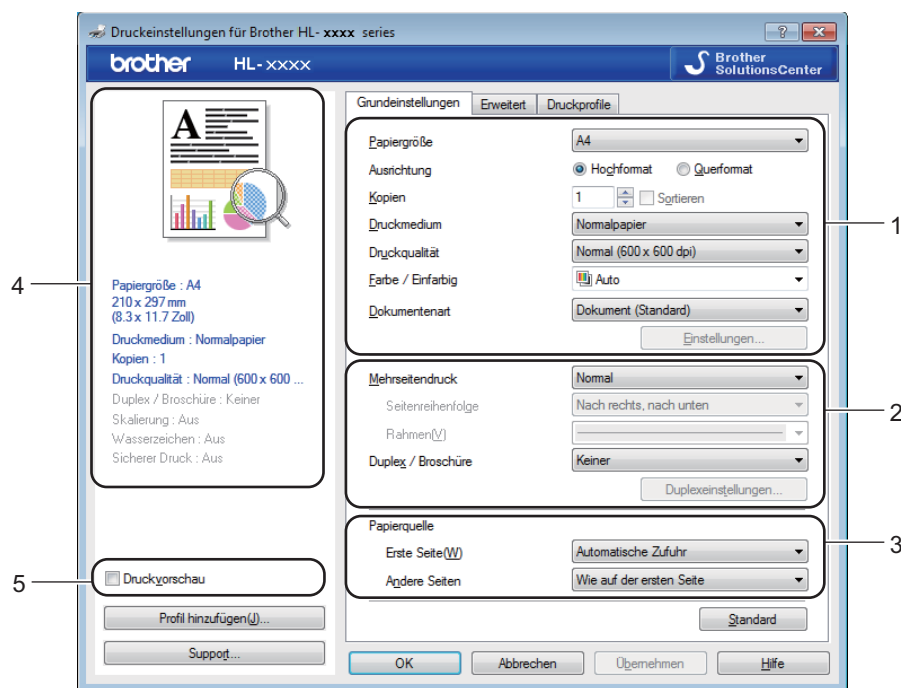 Druckeinstellungen für Brother HL- xxxx series
brother HL-xxxx
Brother
SolutionsCenter
Grundeinstellungen Erweitert Druckprofile
A
Papiergröße A4
Ausrichtung Hochformat Querformat
Kopien 1 Sortieren
Druckmedium Normalpapier
Druckqualität Normal (600 x 600 dpi)
Farbe / Einfarbig Auto
Dokumentenart Dokument (Standard)
Einstellungen...
1
4
Papiergröße : A4
210 x 297 mm
(8.3 x 11.7 Zoll)
Druckmedium : Normalpapier
Kopien : 1
Druckqualität : Normal (600 x 600 ...
Duplex / Broschüre : Keiner
Skalierung : Aus
Wasserzeichen : Aus
Sicherer Druck : Aus
Mehrseitendruck Normal
Seitenreihenfolge Nach rechts, nach unten
Rahmen(V)
Duplex / Broschüre Keiner
Duplexeinstellungen...
2
Papierquelle
Erste Seite(W) Automatische Zufuhr
Andere Seiten Wie auf der ersten Seite
3
5
Druckvorschau
Profil hinzufügen(J)...
Support...
Standard
OK Abbrechen Übernehmen Hilfe